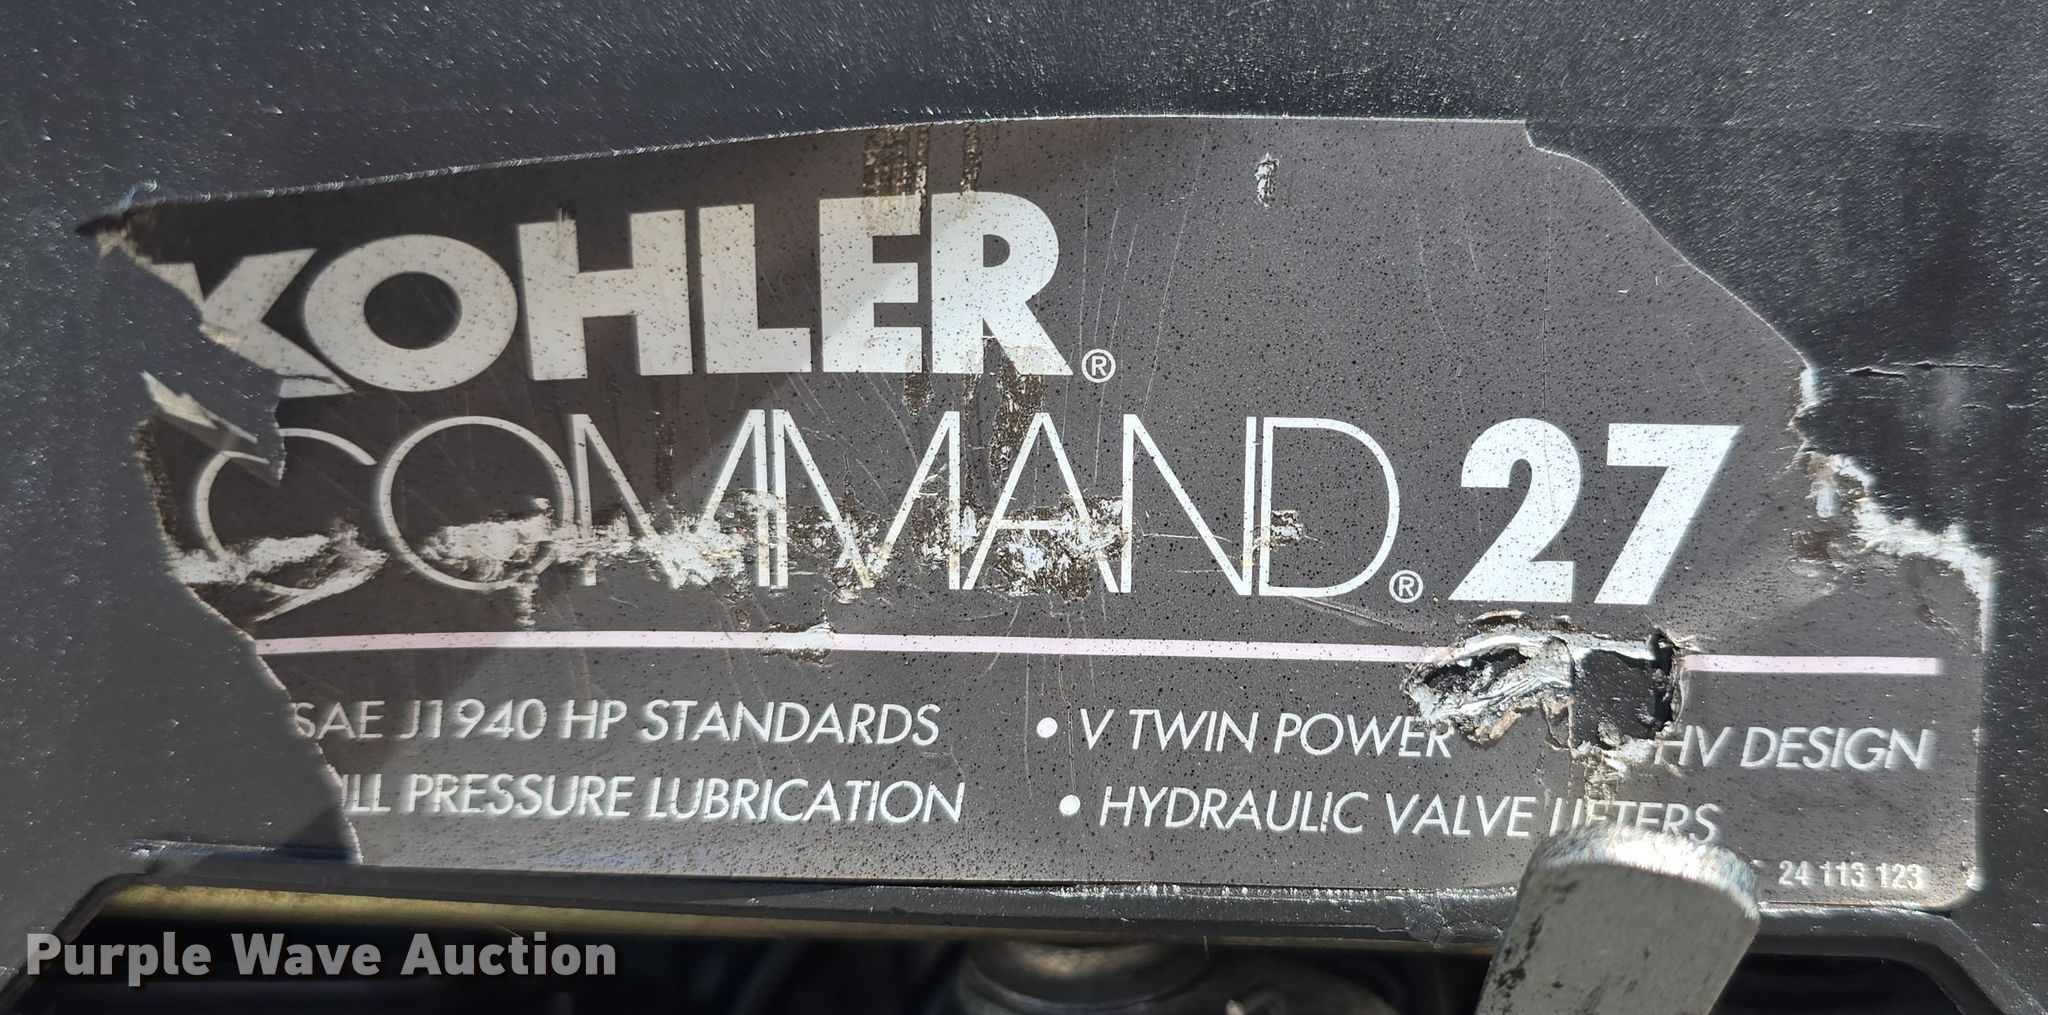 KOHLER®
COMMAND® 27
SAE J1940 HP STANDARDS • V TWIN POWER HV DESIGN
PRESSURE LUBRICATION • HYDRAULIC VALVE LIFTERS
24 113 123
Purple Wave Auction